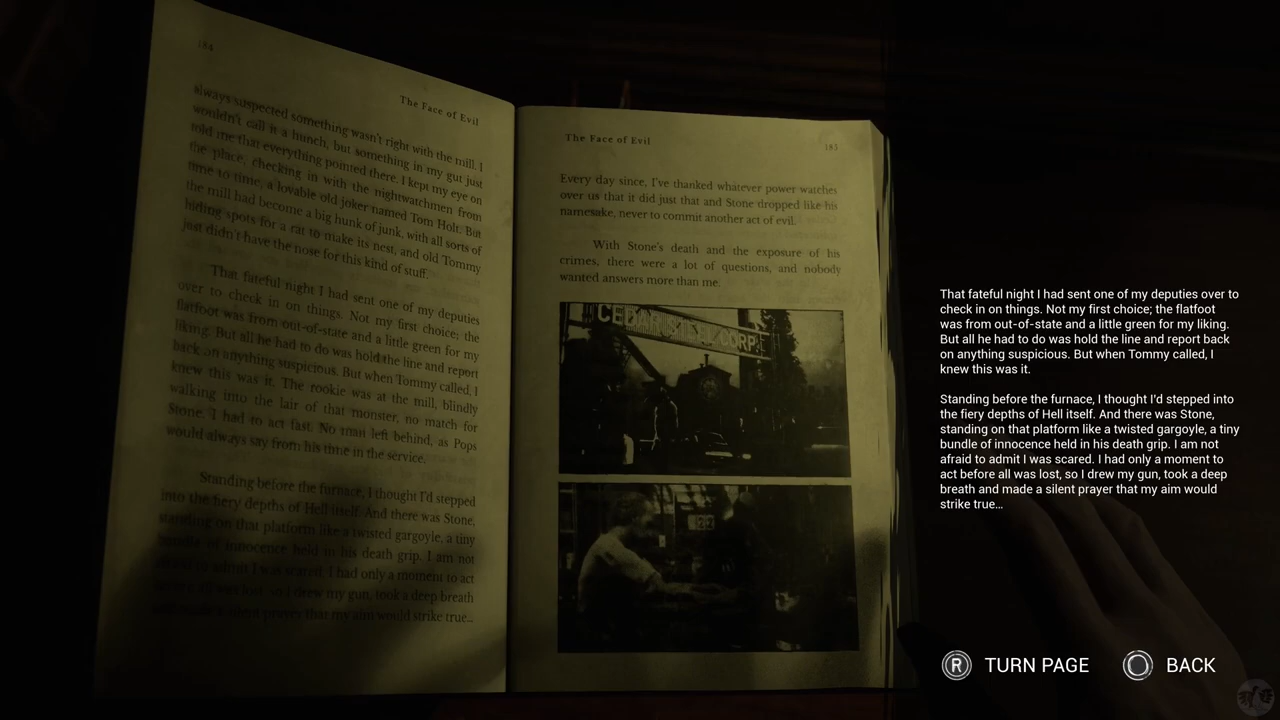 184
The Face of Evil
always suspected something wasn't right with the mill. I
wouldn't call it a hunch, but something in my gut just
told me that everything pointed there. I kept my eye on
the place, checking in with the nightwatchmen from
time to time, a lovable old joker named Tom Holt. But
the mill had become a big hunk of junk, with all sorts of
hiding spots for a rat to make its nest, and old Tommy
just didn't have the nose for this kind of stuff.
That fateful night I had sent one of my deputies
over to check in on things. Not my first choice; the
flatfoot was from out-of-state and a little green for my
liking. But all he had to do was hold the line and report
back on anything suspicious. But when Tommy called, I
knew this was it. The rookie was at the mill, blindly
walking into the lair of that monster, no match for
Stone. I had to act fast. No man left behind, as Pops
would always say from his time in the service.
Standing before the furnace, I thought I'd stepped
into the fiery depths of Hell itself. And there was Stone,
standing on that platform like a twisted gargoyle, a tiny
bundle of innocence held in his death grip. I am not
afraid to admit I was scared. I had only a moment to act
before all was lost, so I drew my gun, took a deep breath
and made a silent prayer that my aim would strike true...
The Face of Evil
185
Every day since, I've thanked whatever power watches
over us that it did just that and Stone dropped like his
namesake, never to commit another act of evil.
With Stone's death and the exposure of his
crimes, there were a lot of questions, and nobody
wanted answers more than me.
CEDAR STEEL CORP.
22
That fateful night I had sent one of my deputies over to
check in on things. Not my first choice; the flatfoot
was from out-of-state and a little green for my liking.
But all he had to do was hold the line and report back
on anything suspicious. But when Tommy called, I
knew this was it.
Standing before the furnace, I thought I'd stepped into
the fiery depths of Hell itself. And there was Stone,
standing on that platform like a twisted gargoyle, a tiny
bundle of innocence held in his death grip. I am not
afraid to admit I was scared. I had only a moment to
act before all was lost, so I drew my gun, took a deep
breath and made a silent prayer that my aim would
strike true...
R TURN PAGE
BACK